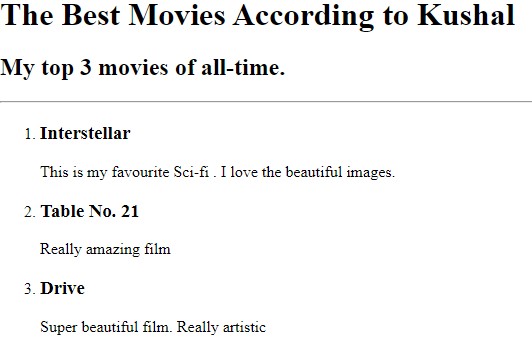 The Best Movies According to Kushal
My top 3 movies of all-time.
1. Interstellar
This is my favourite Sci-fi . I love the beautiful images.
2. Table No. 21
Really amazing film
3. Drive
Super beautiful film. Really artistic